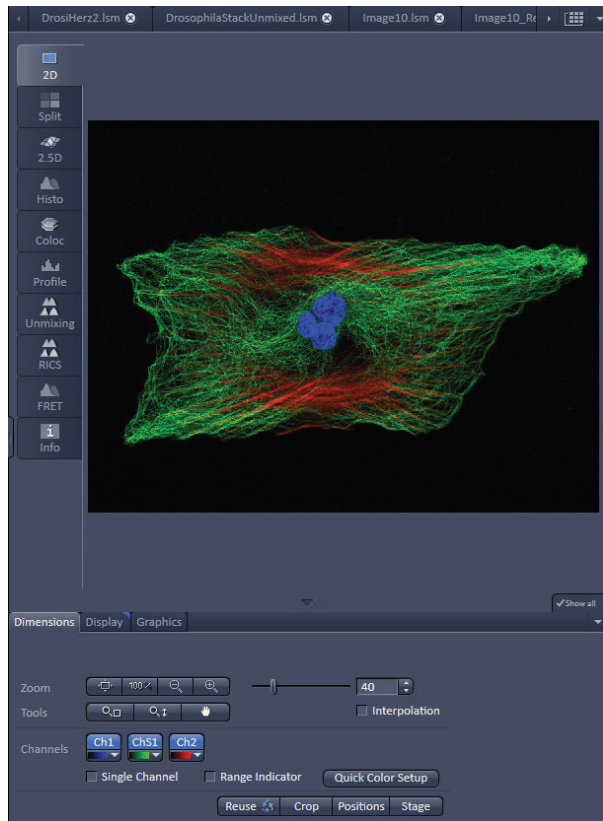 DrosiHerz2.lsm DrosophilaStackUnmixed.lsm Image10.lsm Image10_Re
2D
Split
2.5D
Histo
Coloc
Profile
Unmixing
RICS
FRET
i
Info
Show all
Dimensions Display Graphics
Zoom 100% 40
Tools Interpolation
Channels Ch1 ChS1 Ch2
Single Channel Range Indicator Quick Color Setup
Reuse Crop Positions Stage